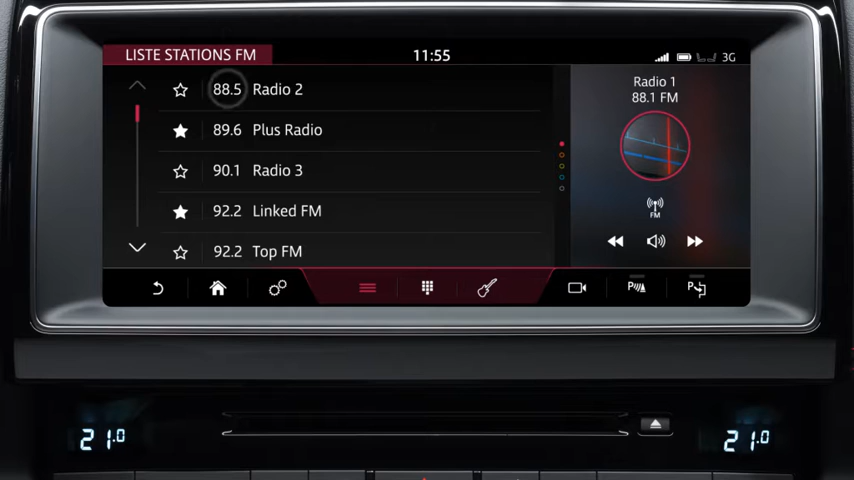 LISTE STATIONS FM
11:55
3G
88.5 Radio 2
89.6 Plus Radio
90.1 Radio 3
92.2 Linked FM
92.2 Top FM
Radio 1
88.1 FM
FM
21.0
21.0